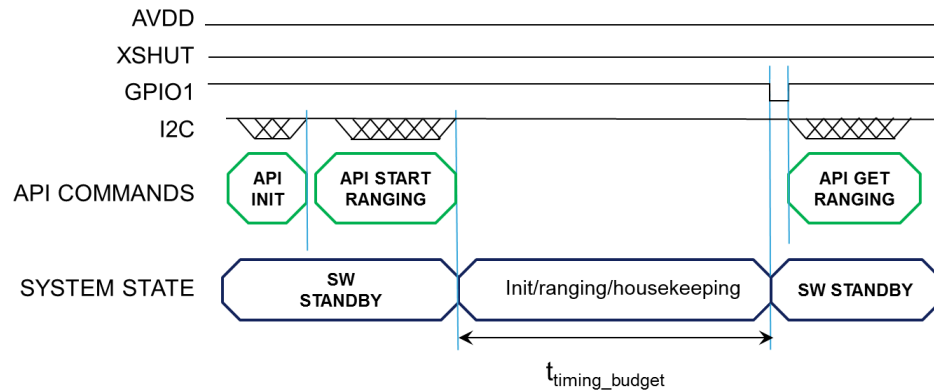 AVDD
XSHUT
GPIO1
I2C
API COMMANDS
API
INIT
API START
RANGING
API GET
RANGING
SYSTEM STATE
SW
STANDBY
Init/ranging/housekeeping
SW STANDBY
ttiming_budget